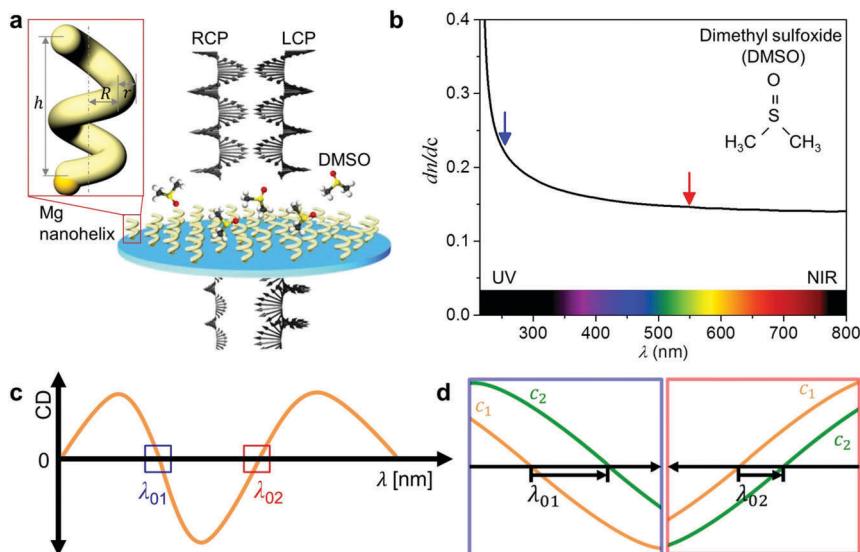 a
h
R
r
Mg
nanohelix
RCP
LCP
DMSO
b
0.4
0.3
0.2
0.1
0.0
dn/dc
Dimethyl sulfoxide
(DMSO)
O
S
H₃C
CH₃
UV
NIR
300
400
500
600
700
800
λ (nm)
c
CD
0
λ₀₁
λ₀₂
λ [nm]
d
c₁
c₂
λ₀₁
c₁
c₂
λ₀₂